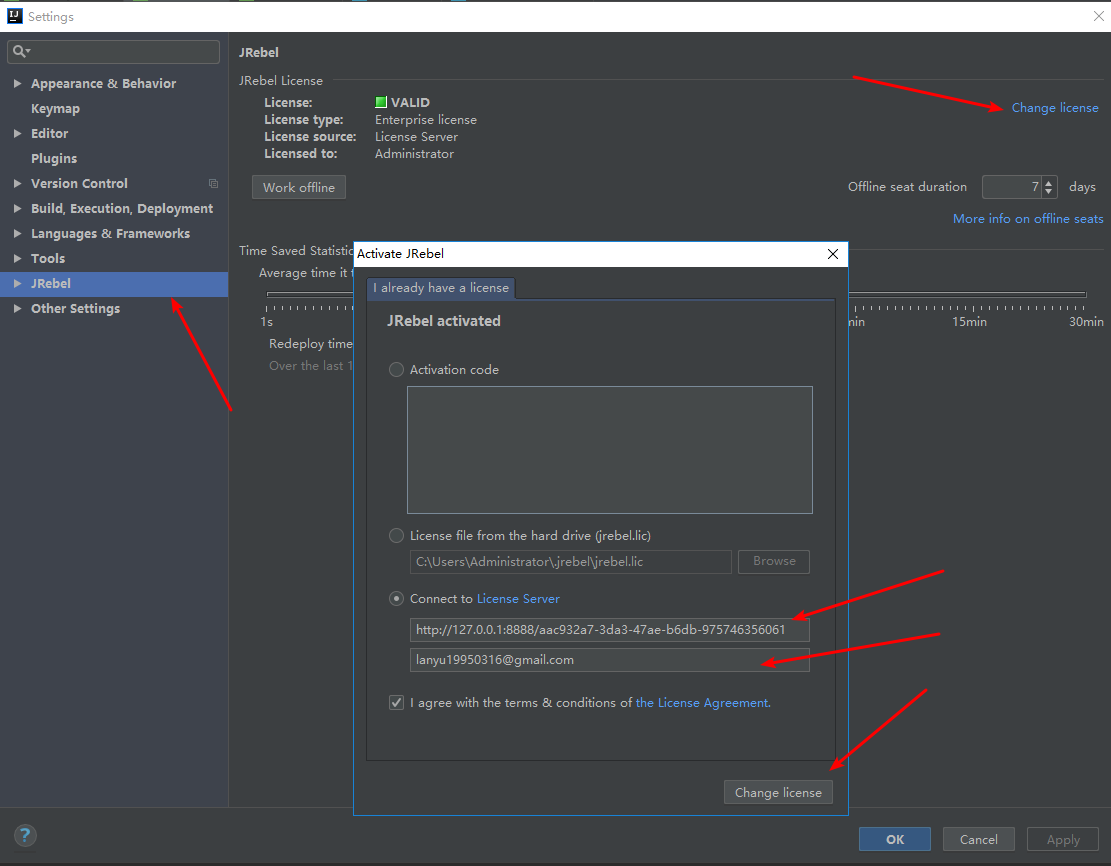 Settings
Appearance & Behavior
Keymap
Editor
Plugins
Version Control
Build, Execution, Deployment
Languages & Frameworks
Tools
JRebel
Other Settings
JRebel
JRebel License
License: VALID
License type: Enterprise license
License source: License Server
Licensed to: Administrator
Change license
Work offline
Offline seat duration 7 days
More info on offline seats
Time Saved Statistic
Average time it t
1s
15min
30min
Redeploy time
Over the last 1
Activate JRebel
I already have a license
JRebel activated
Activation code
License file from the hard drive (jrebel.lic)
C:\Users\Administrator\.jrebel\jrebel.lic Browse
Connect to License Server
http://127.0.0.1:8888/aac932a7-3da3-47ae-b6db-975746356061
lanyu19950316@gmail.com
I agree with the terms & conditions of the License Agreement.
Change license
?
OK Cancel Apply